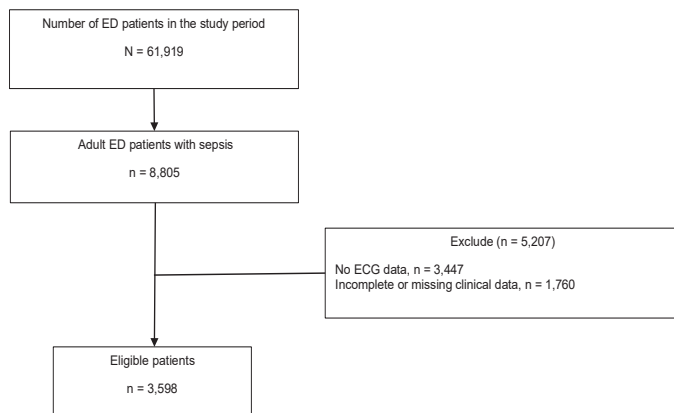 Number of ED patients in the study period
N = 61,919
Adult ED patients with sepsis
n = 8,805
Exclude (n = 5,207)
No ECG data, n = 3,447
Incomplete or missing clinical data, n = 1,760
Eligible patients
n = 3,598